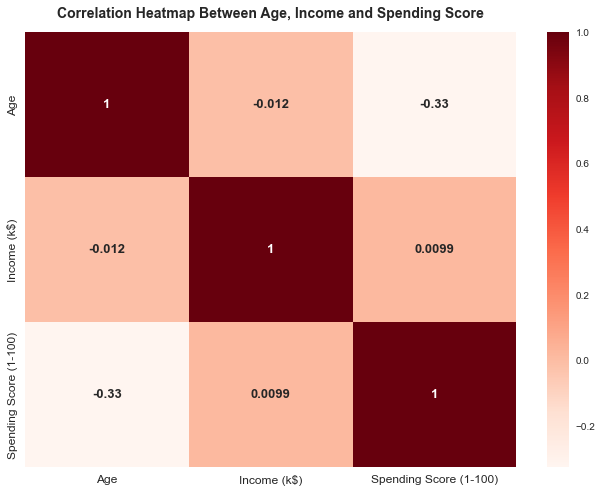 Correlation Heatmap Between Age, Income and Spending Score
Age
1
-0.012
-0.33
Income (k$)
-0.012
1
0.0099
Spending Score (1-100)
-0.33
0.0099
1
Age
Income (k$)
Spending Score (1-100)
1.0
0.8
0.6
0.4
0.2
0.0
−0.2